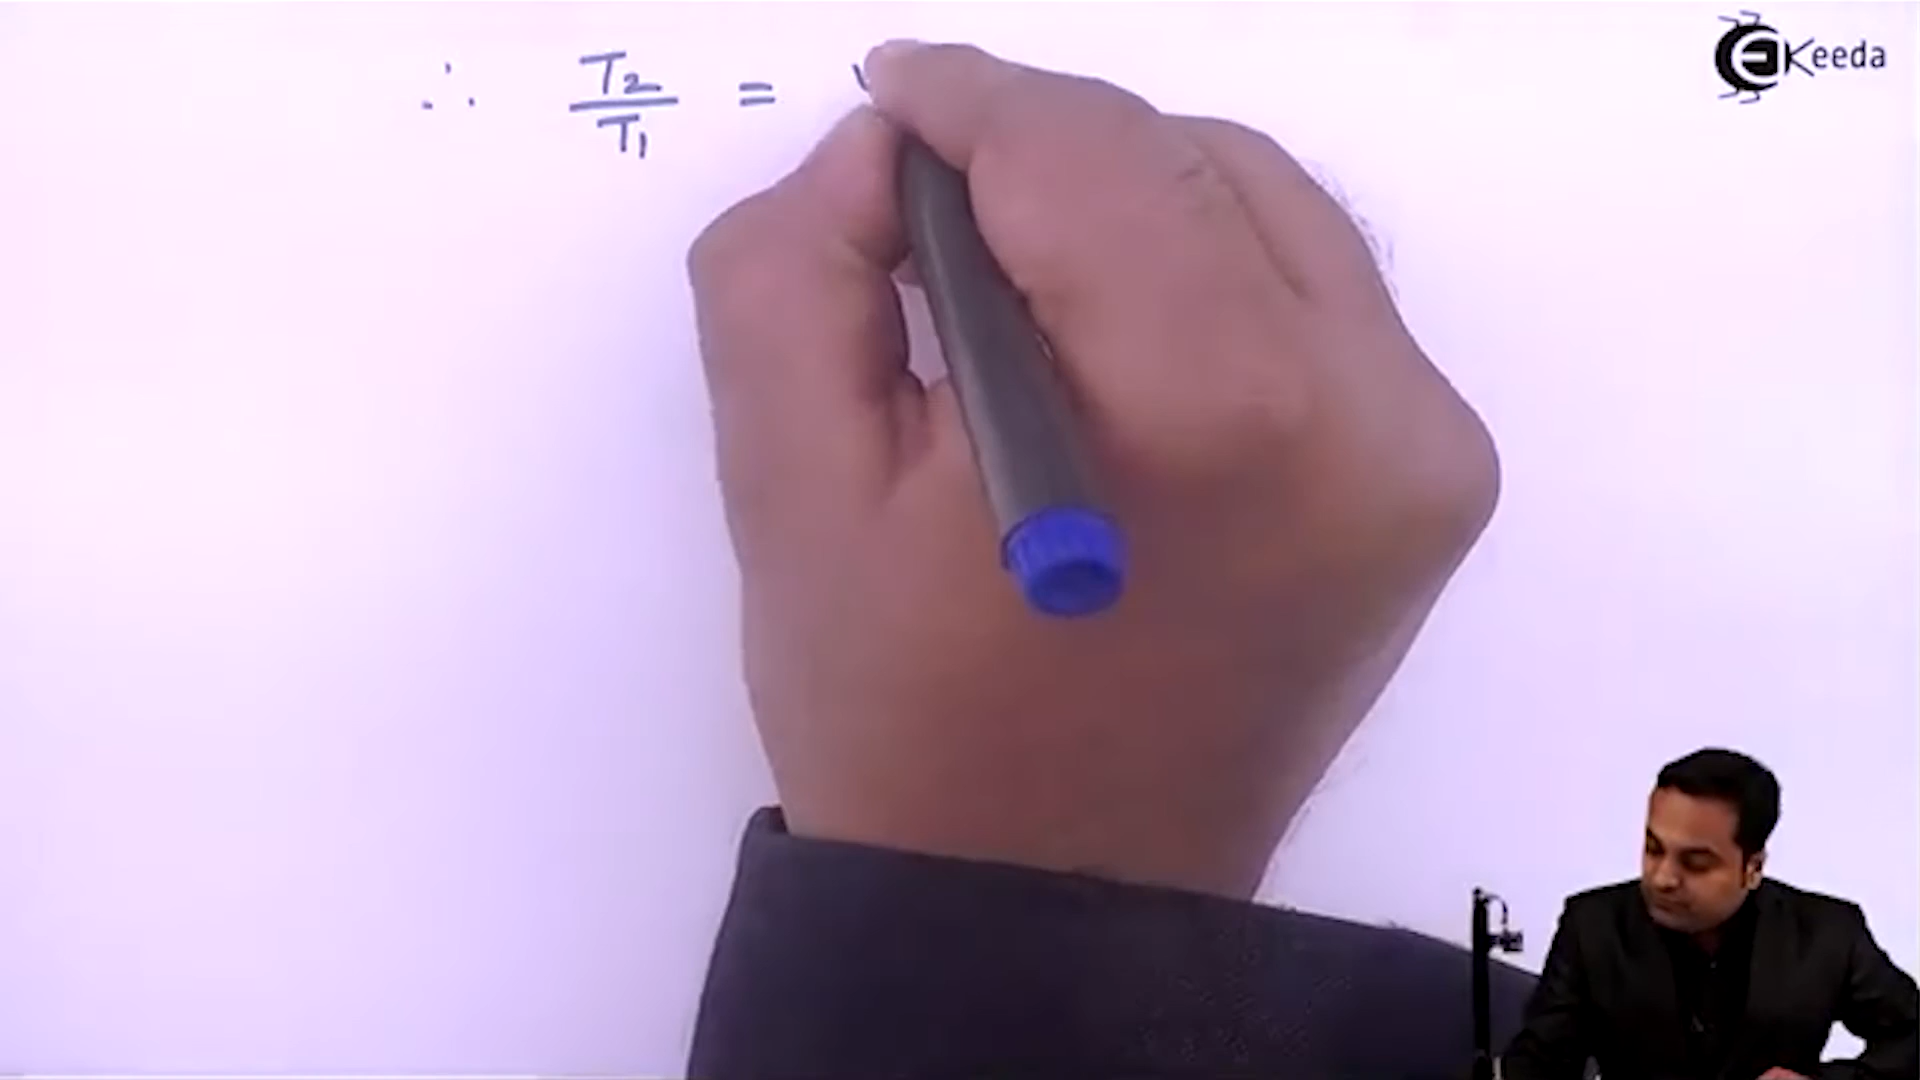 ∴ T2/T1 =
Keeda